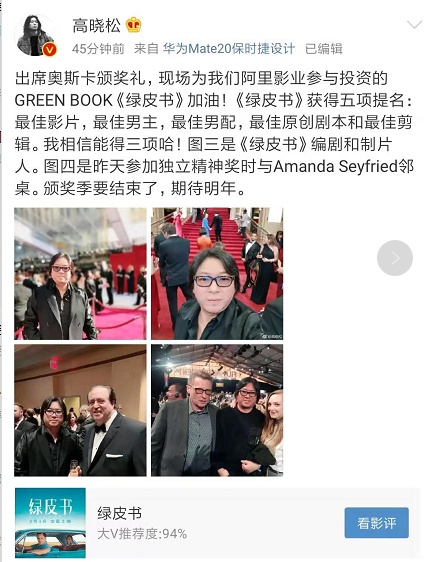 高晓松
45分钟前 来自 华为Mate20保时捷设计 已编辑
出席奥斯卡颁奖礼，现场为我们阿里影业参与投资的
GREEN BOOK《绿皮书》加油！《绿皮书》获得五项提名：
最佳影片，最佳男主，最佳男配，最佳原创剧本和最佳剪
辑。我相信能得三项哈！图三是《绿皮书》编剧和制片
人。图四是昨天参加独立精神奖时与Amanda Seyfried邻
桌。颁奖季要结束了，期待明年。
绿皮书
绿皮书
大V推荐度:94%
看影评